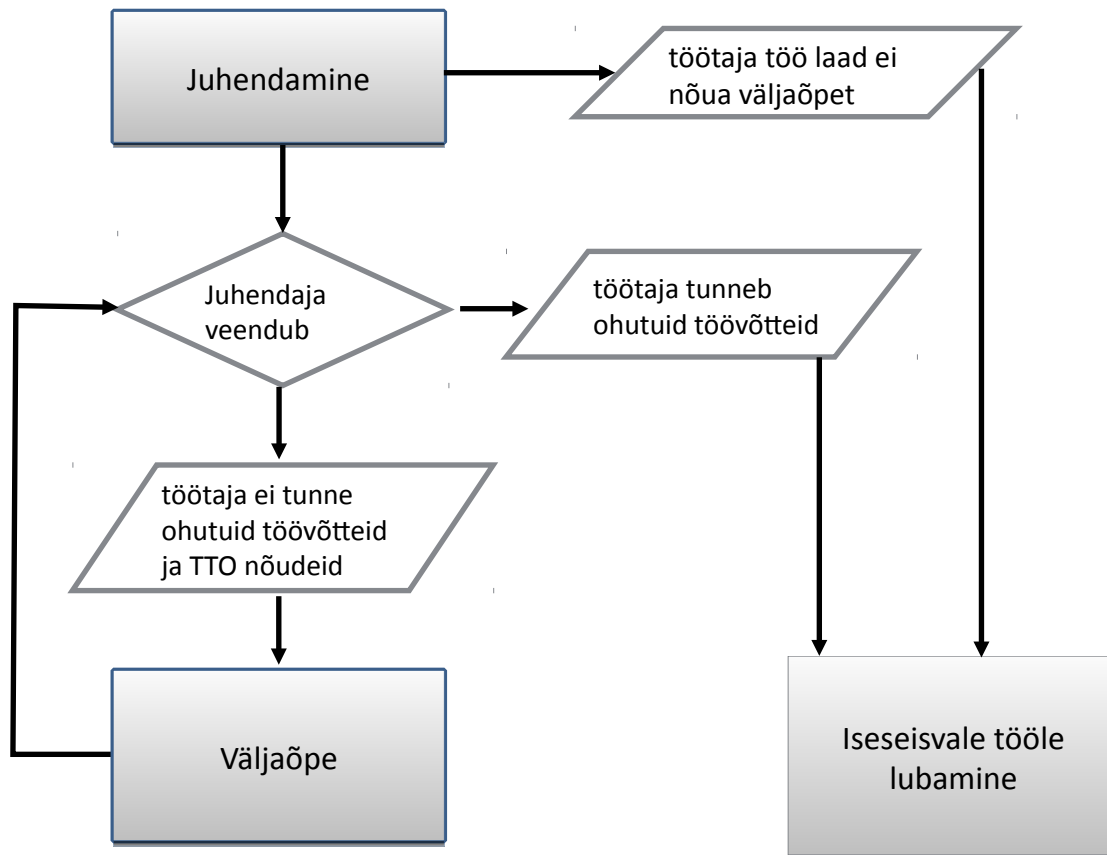 Juhendamine
töötaja töö laad ei
nõua väljaõpet
Juhendaja
veendub
töötaja tunneb
ohutuid töövõtteid
töötaja ei tunne
ohutuid töövõtteid
ja TTO nõudeid
Väljaõpe
Iseseisvale tööle
lubamine